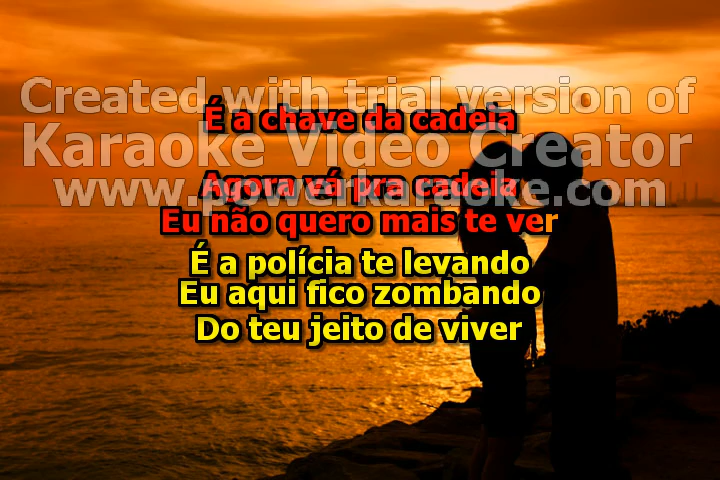 Created with trial version of
É a chave da cadeia
Karaoke Video Creator
Agora vá pra cadeia
www.powerkaraoke.com
Eu não quero mais te ver
É a polícia te levando
Eu aqui fico zombando
Do teu jeito de viver